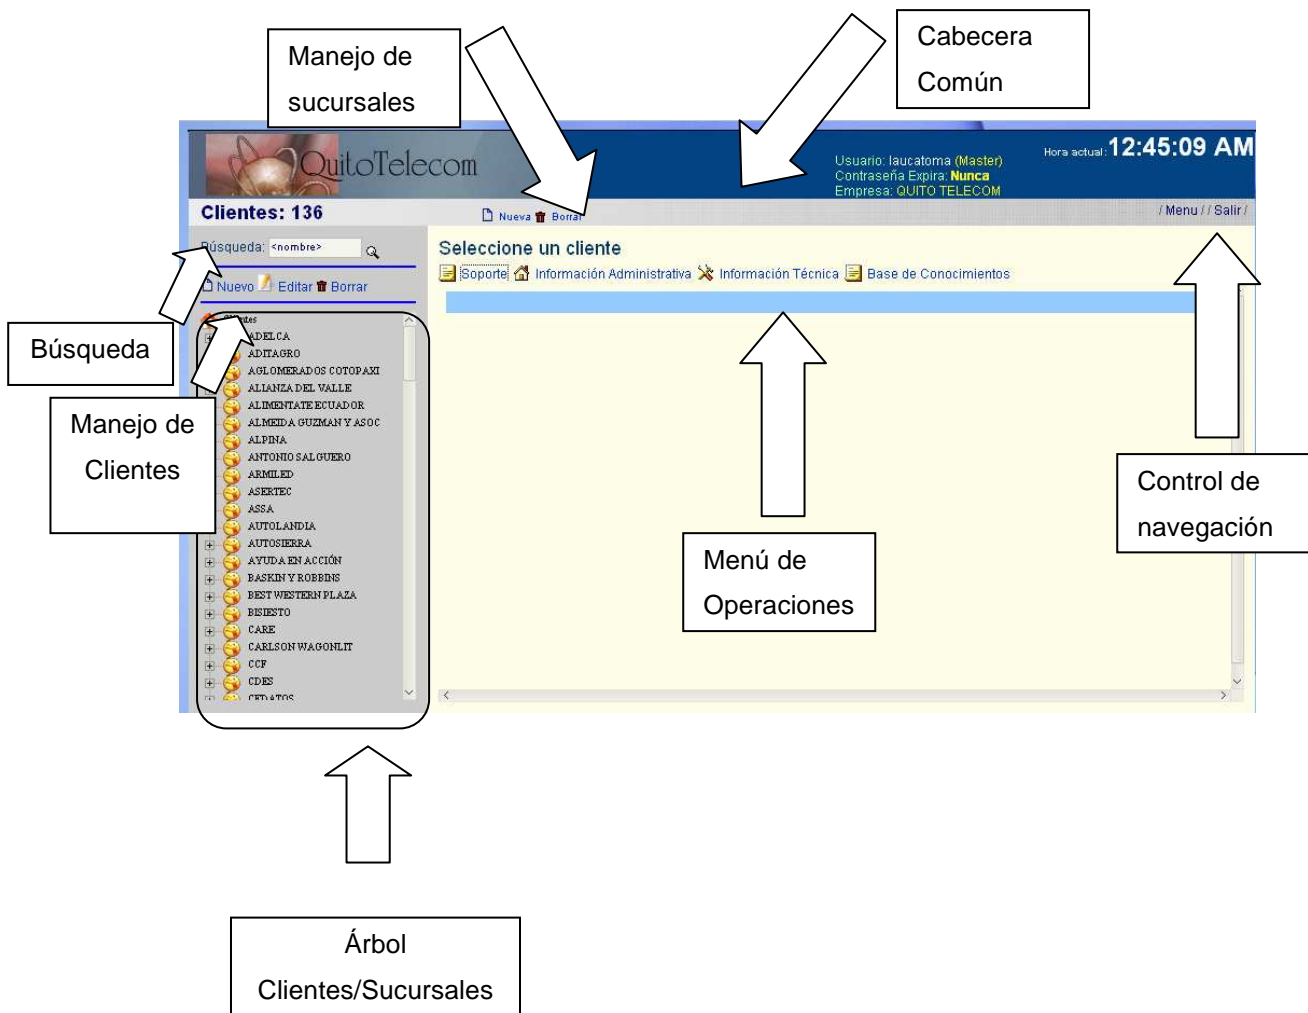 Manejo de
sucursales
Cabecera
Común
QuitoTelecom
Usuario: laucatoma (Master)
Contraseña Expira: Nunca
Empresa: QUITO TELECOM
Hora actual: 12:45:09 AM
Clientes: 136
Nueva Borrar
/ Menu / / Salir /
Búsqueda: <nombre>
Seleccione un cliente
Soporte Información Administrativa Información Técnica Base de Conocimientos
Nuevo Editar Borrar
Búsqueda
Manejo de
Clientes
Clientes
ADELCA
ADITAGRO
AGLOMERADOS COTOPAXI
ALIANZA DEL VALLE
ALIMENTATE ECUADOR
ALMEIDA GUZMAN Y ASOC
ALPINA
ANTONIO SALGUERO
ARMILED
ASERTEC
ASSA
AUTOLANDIA
AUTOSIERRA
AYUDA EN ACCIÓN
BASKIN Y ROBBINS
BEST WESTERN PLAZA
BISIESTO
CARE
CARLSON WAGONLIT
CCF
CDES
CEDATOS
Menú de
Operaciones
Control de
navegación
Árbol
Clientes/Sucursales